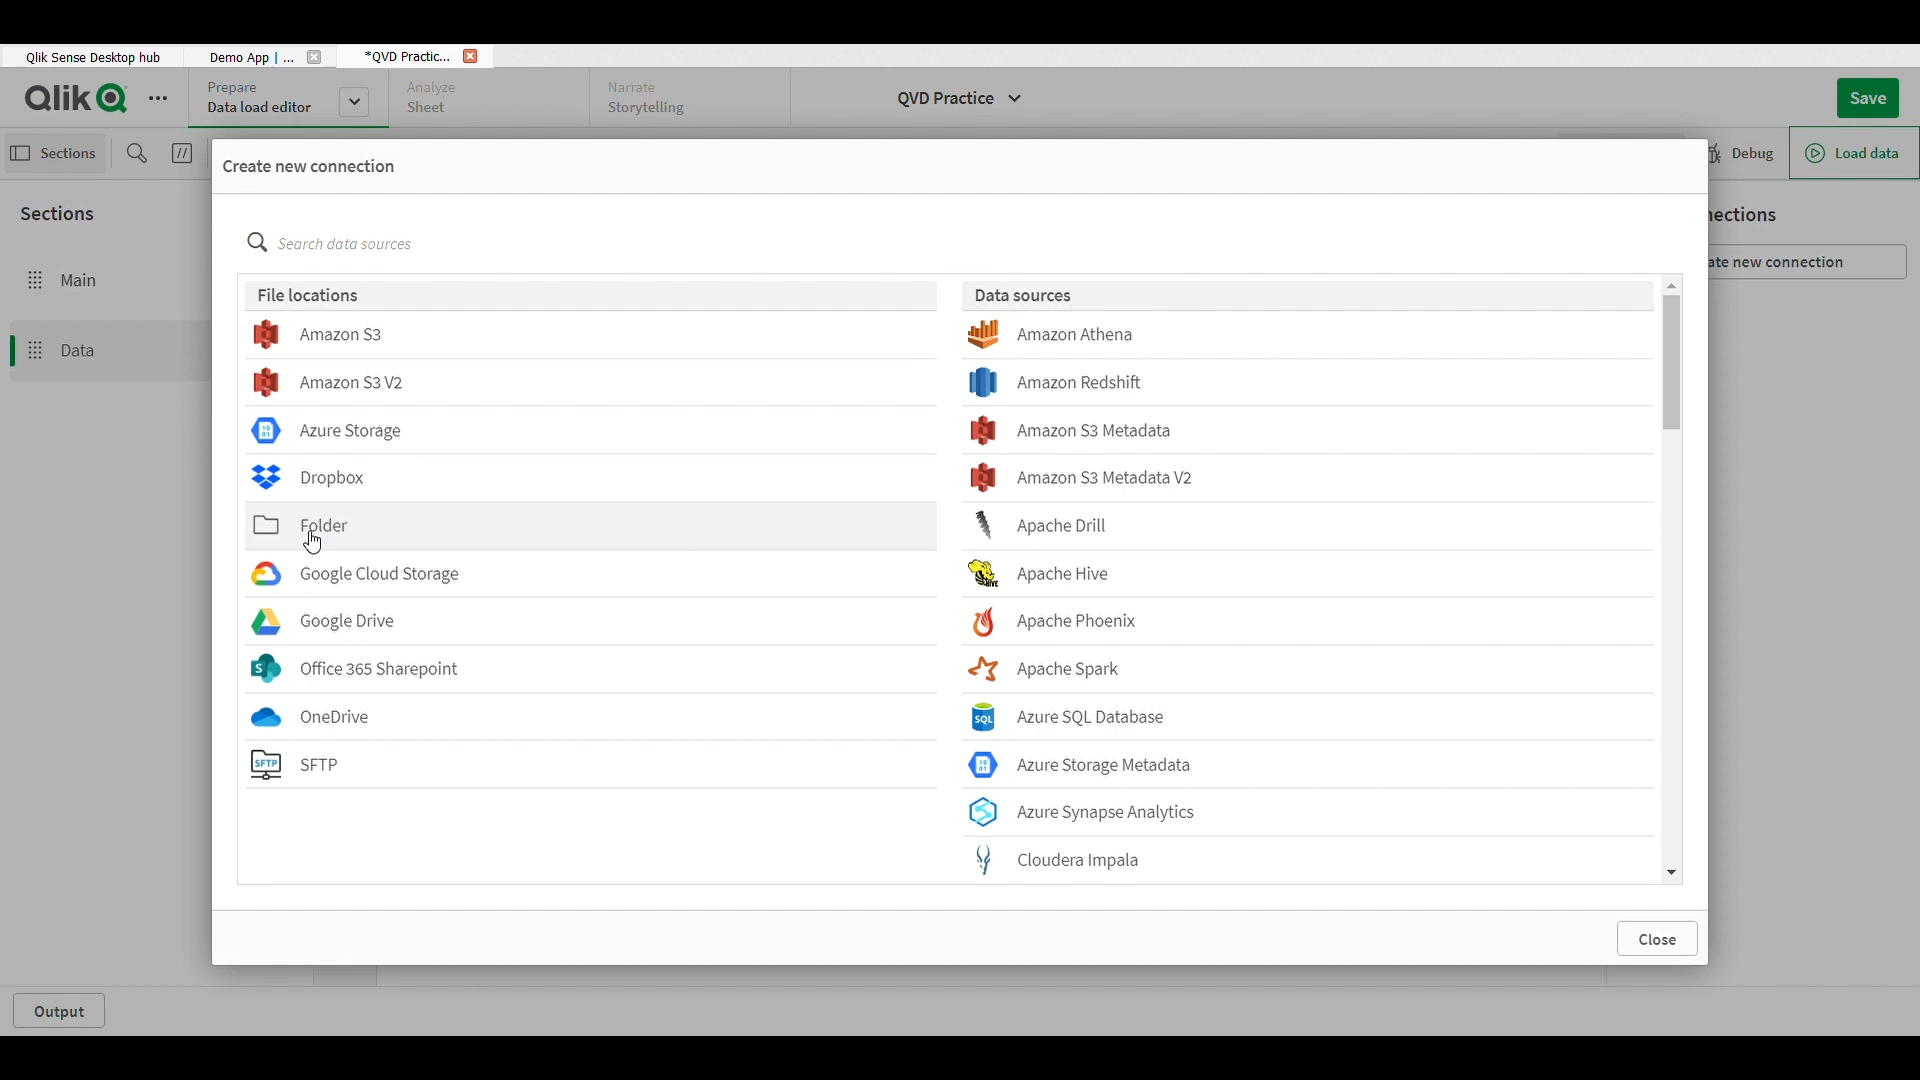 Qlik Sense Desktop hub
Demo App | ...
*QVD Practic...
Qlik
Prepare
Data load editor
Analyze
Sheet
Narrate
Storytelling
QVD Practice
Save
Sections
//
Create new connection
Debug
Load data
Sections
nections
Search data sources
ate new connection
Main
Data
File locations
Amazon S3
Amazon S3 V2
Azure Storage
Dropbox
Folder
Google Cloud Storage
Google Drive
Office 365 Sharepoint
OneDrive
SFTP
SFTP
Data sources
Amazon Athena
Amazon Redshift
Amazon S3 Metadata
Amazon S3 Metadata V2
Apache Drill
Apache Hive
Apache Phoenix
Apache Spark
SQL
Azure SQL Database
Azure Storage Metadata
Azure Synapse Analytics
Cloudera Impala
Close
Output